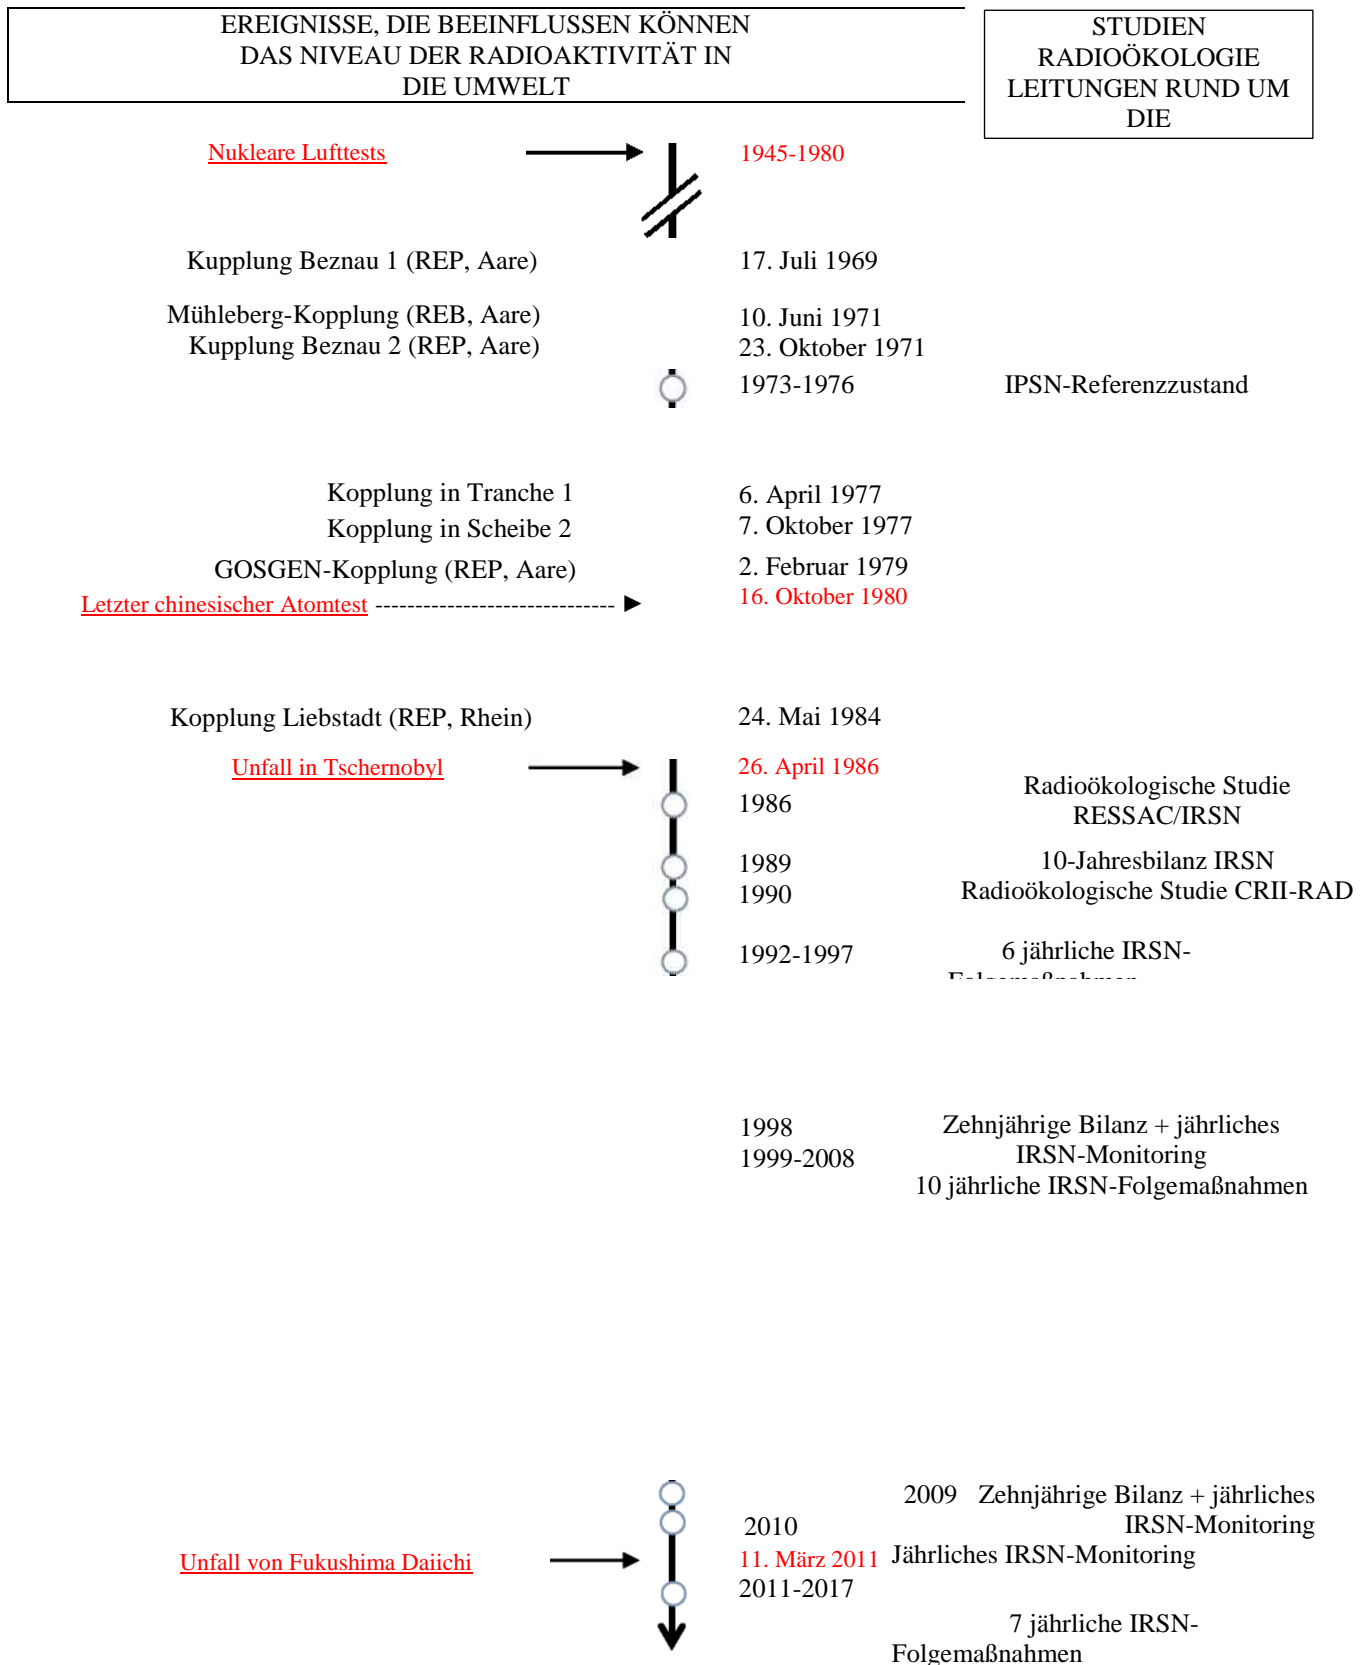 EREIGNISSE, DIE BEEINFLUSSEN KÖNNEN
DAS NIVEAU DER RADIOAKTIVITÄT IN
DIE UMWELT
STUDIEN
RADIOÖKOLOGIE
LEITUNGEN RUND UM
DIE
Nukleare Lufttests 1945-1980
Kupplung Beznau 1 (REP, Aare) 17. Juli 1969
Mühleberg-Kopplung (REB, Aare) 10. Juni 1971
Kupplung Beznau 2 (REP, Aare) 23. Oktober 1971
1973-1976 IPSN-Referenzzustand
Kopplung in Tranche 1 6. April 1977
Kopplung in Scheibe 2 7. Oktober 1977
GOSGEN-Kopplung (REP, Aare) 2. Februar 1979
Letzter chinesischer Atomtest ------------------------------ ► 16. Oktober 1980
Kopplung Liebstadt (REP, Rhein) 24. Mai 1984
Unfall in Tschernobyl 26. April 1986
1986 Radioökologische Studie
RESSAC/IRSN
1989 10-Jahresbilanz IRSN
1990 Radioökologische Studie CRII-RAD
1992-1997 6 jährliche IRSN-
Folgemaßnahmen
1998 Zehnjährige Bilanz + jährliches
1999-2008 IRSN-Monitoring
10 jährliche IRSN-Folgemaßnahmen
2009 Zehnjährige Bilanz + jährliches
2010 IRSN-Monitoring
Unfall von Fukushima Daiichi 11. März 2011 Jährliches IRSN-Monitoring
2011-2017
7 jährliche IRSN-
Folgemaßnahmen